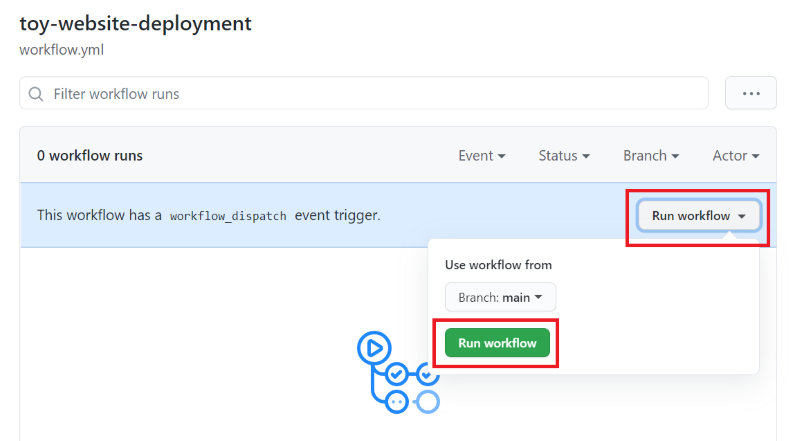 toy-website-deployment
workflow.yml
Filter workflow runs
0 workflow runs Event Status Branch Actor
This workflow has a workflow_dispatch event trigger. Run workflow
Use workflow from
Branch: main
Run workflow